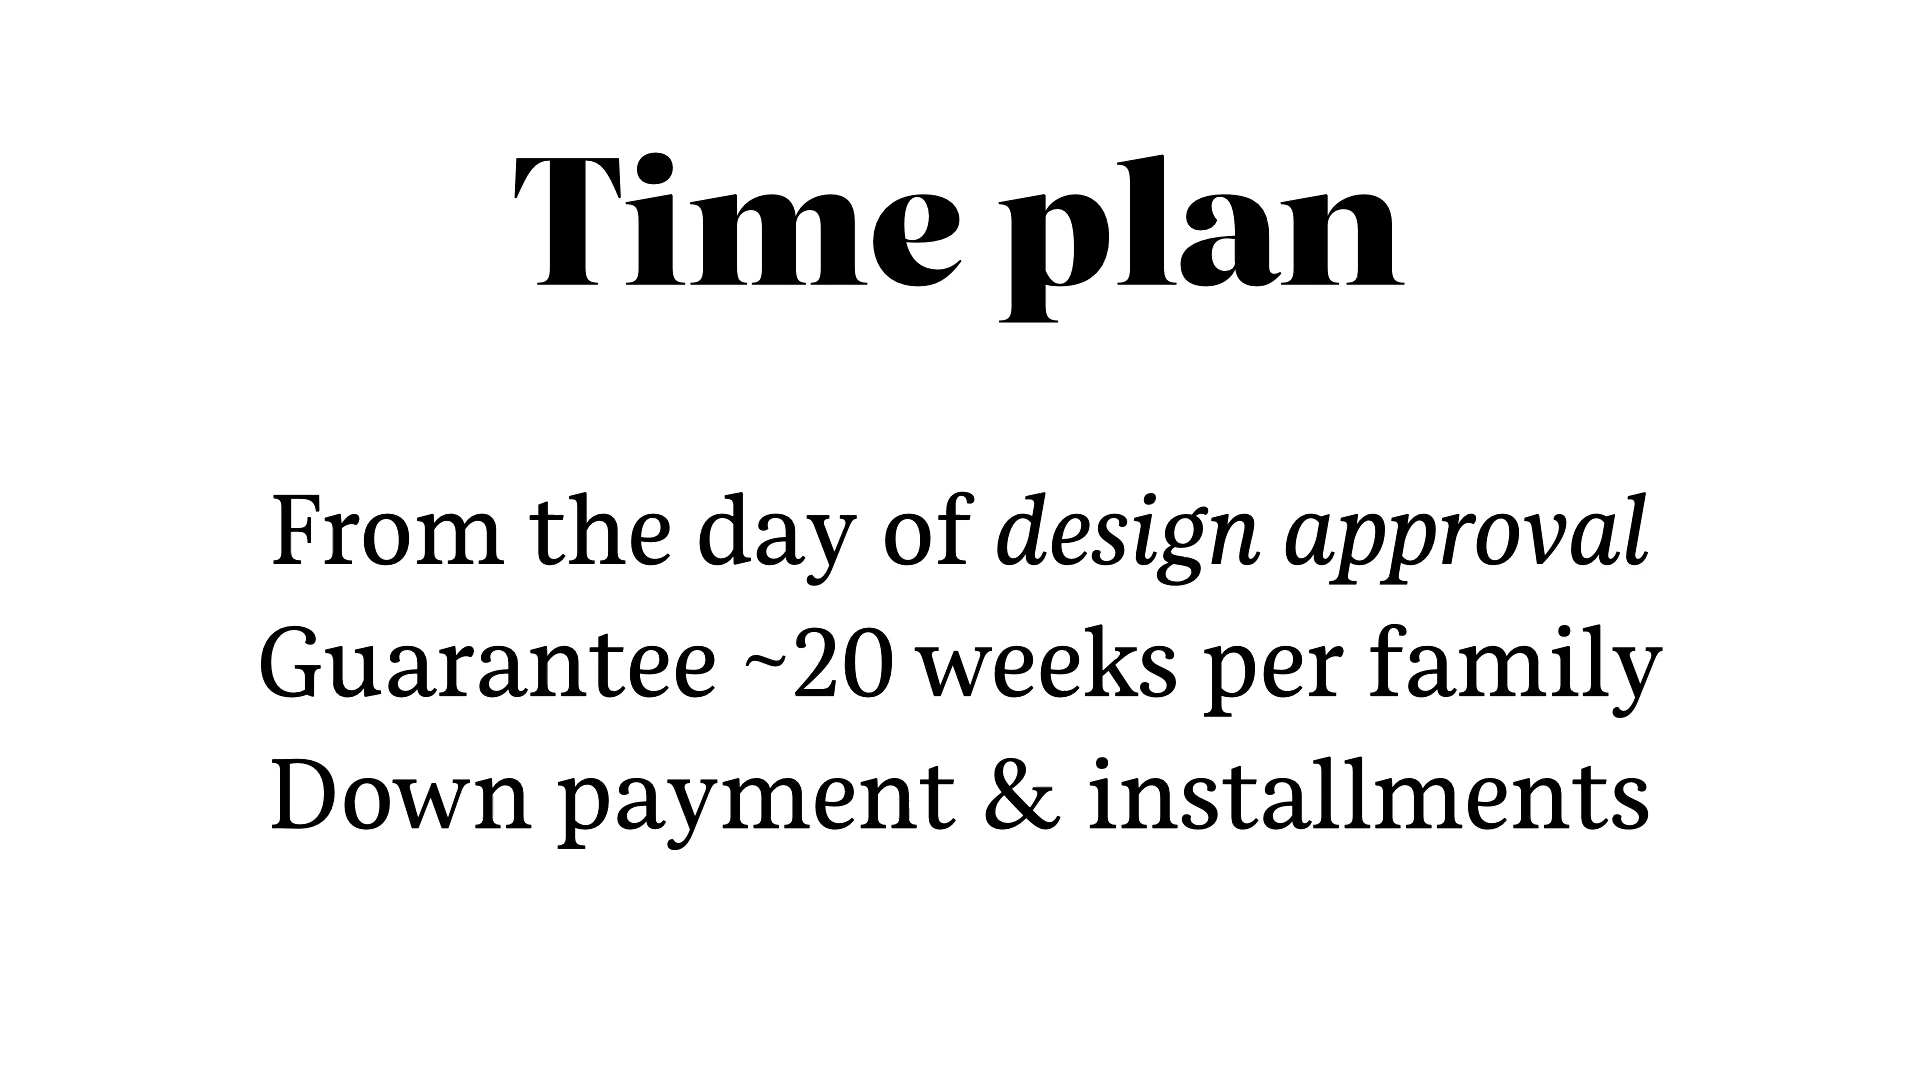 Time plan
From the day of design approval
Guarantee ~20 weeks per family
Down payment & installments